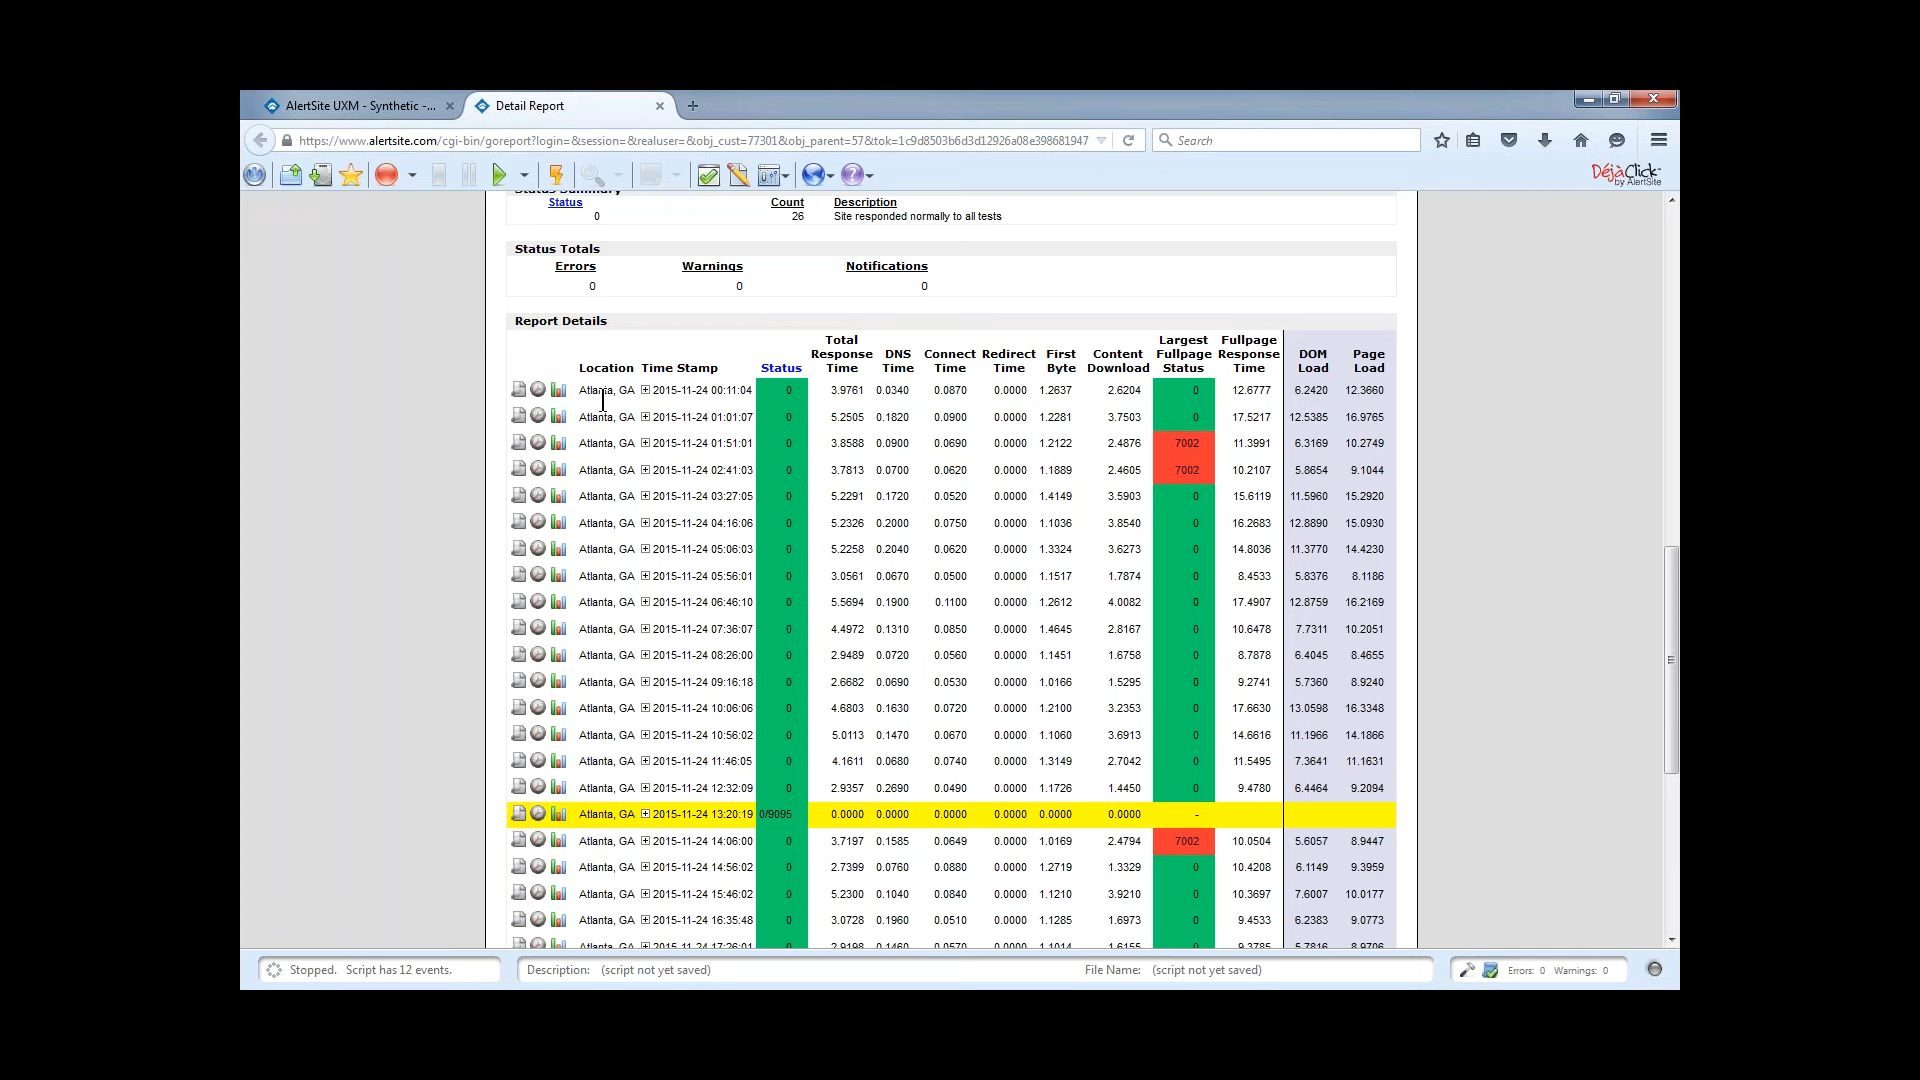 AlertSite UXM - Synthetic -...
Detail Report
https://www.alertsite.com/cgi-bin/goreport?login=&session=&realuser=&obj_cust=77301&obj_parent=57&tok=1c9d8503b6d3d12926a08e398681947
Search
DéjàClick
by AlertSite
Status Summary
Status Count Description
0 26 Site responded normally to all tests
Status Totals
Errors Warnings Notifications
0 0 0
Report Details
Location Time Stamp Status Total Response Time DNS Time Connect Time Redirect Time First Byte Content Download Largest Fullpage Status Fullpage Response Time DOM Load Page Load
Atlanta, GA 2015-11-24 00:11:04 0 3.9761 0.0340 0.0870 0.0000 1.2637 2.6204 0 12.6777 6.2420 12.3660
Atlanta, GA 2015-11-24 01:01:07 0 5.2505 0.1820 0.0900 0.0000 1.2281 3.7503 0 17.5217 12.5385 16.9765
Atlanta, GA 2015-11-24 01:51:01 0 3.8588 0.0900 0.0690 0.0000 1.2122 2.4876 7002 11.3991 6.3169 10.2749
Atlanta, GA 2015-11-24 02:41:03 0 3.7813 0.0700 0.0620 0.0000 1.1889 2.4605 7002 10.2107 5.8654 9.1044
Atlanta, GA 2015-11-24 03:27:05 0 5.2291 0.1720 0.0520 0.0000 1.4149 3.5903 0 15.6119 11.5960 15.2920
Atlanta, GA 2015-11-24 04:16:06 0 5.2326 0.2000 0.0750 0.0000 1.1036 3.8540 0 16.2683 12.8890 15.0930
Atlanta, GA 2015-11-24 05:06:03 0 5.2258 0.2040 0.0620 0.0000 1.3324 3.6273 0 14.8036 11.3770 14.4230
Atlanta, GA 2015-11-24 05:56:01 0 3.0561 0.0670 0.0500 0.0000 1.1517 1.7874 0 8.4533 5.8376 8.1186
Atlanta, GA 2015-11-24 06:46:10 0 5.5694 0.1900 0.1100 0.0000 1.2612 4.0082 0 17.4907 12.8759 16.2169
Atlanta, GA 2015-11-24 07:36:07 0 4.4972 0.1310 0.0850 0.0000 1.4645 2.8167 0 10.6478 7.7311 10.2051
Atlanta, GA 2015-11-24 08:26:00 0 2.9489 0.0720 0.0560 0.0000 1.1451 1.6758 0 8.7878 6.4045 8.4655
Atlanta, GA 2015-11-24 09:16:18 0 2.6682 0.0690 0.0530 0.0000 1.0166 1.5295 0 9.2741 5.7360 8.9240
Atlanta, GA 2015-11-24 10:06:06 0 4.6803 0.1630 0.0720 0.0000 1.2100 3.2353 0 17.6630 13.0598 16.3348
Atlanta, GA 2015-11-24 10:56:02 0 5.0113 0.1470 0.0670 0.0000 1.1060 3.6913 0 14.6616 11.1966 14.1866
Atlanta, GA 2015-11-24 11:46:05 0 4.1611 0.0680 0.0740 0.0000 1.3149 2.7042 0 11.5495 7.3641 11.1631
Atlanta, GA 2015-11-24 12:32:09 0 2.9357 0.2690 0.0490 0.0000 1.1726 1.4450 0 9.4780 6.4464 9.2094
Atlanta, GA 2015-11-24 13:20:19 0/9095 0.0000 0.0000 0.0000 0.0000 0.0000 0.0000 -
Atlanta, GA 2015-11-24 14:06:00 0 3.7197 0.1585 0.0649 0.0000 1.0169 2.4794 7002 10.0504 5.6057 8.9447
Atlanta, GA 2015-11-24 14:56:02 0 2.7399 0.0760 0.0880 0.0000 1.2719 1.3329 0 10.4208 6.1149 9.3959
Atlanta, GA 2015-11-24 15:46:02 0 5.2300 0.1040 0.0840 0.0000 1.1210 3.9210 0 10.3697 7.6007 10.0177
Atlanta, GA 2015-11-24 16:35:48 0 3.0728 0.1960 0.0510 0.0000 1.1285 1.6973 0 9.4533 6.2383 9.0773
Atlanta, GA 2015-11-24 17:26:01 0 2.9198 0.1460 0.0570 0.0000 1.1014 1.6155 0 9.3785 5.7816 8.9706
Stopped. Script has 12 events.
Description: (script not yet saved)
File Name: (script not yet saved)
Errors: 0 Warnings: 0